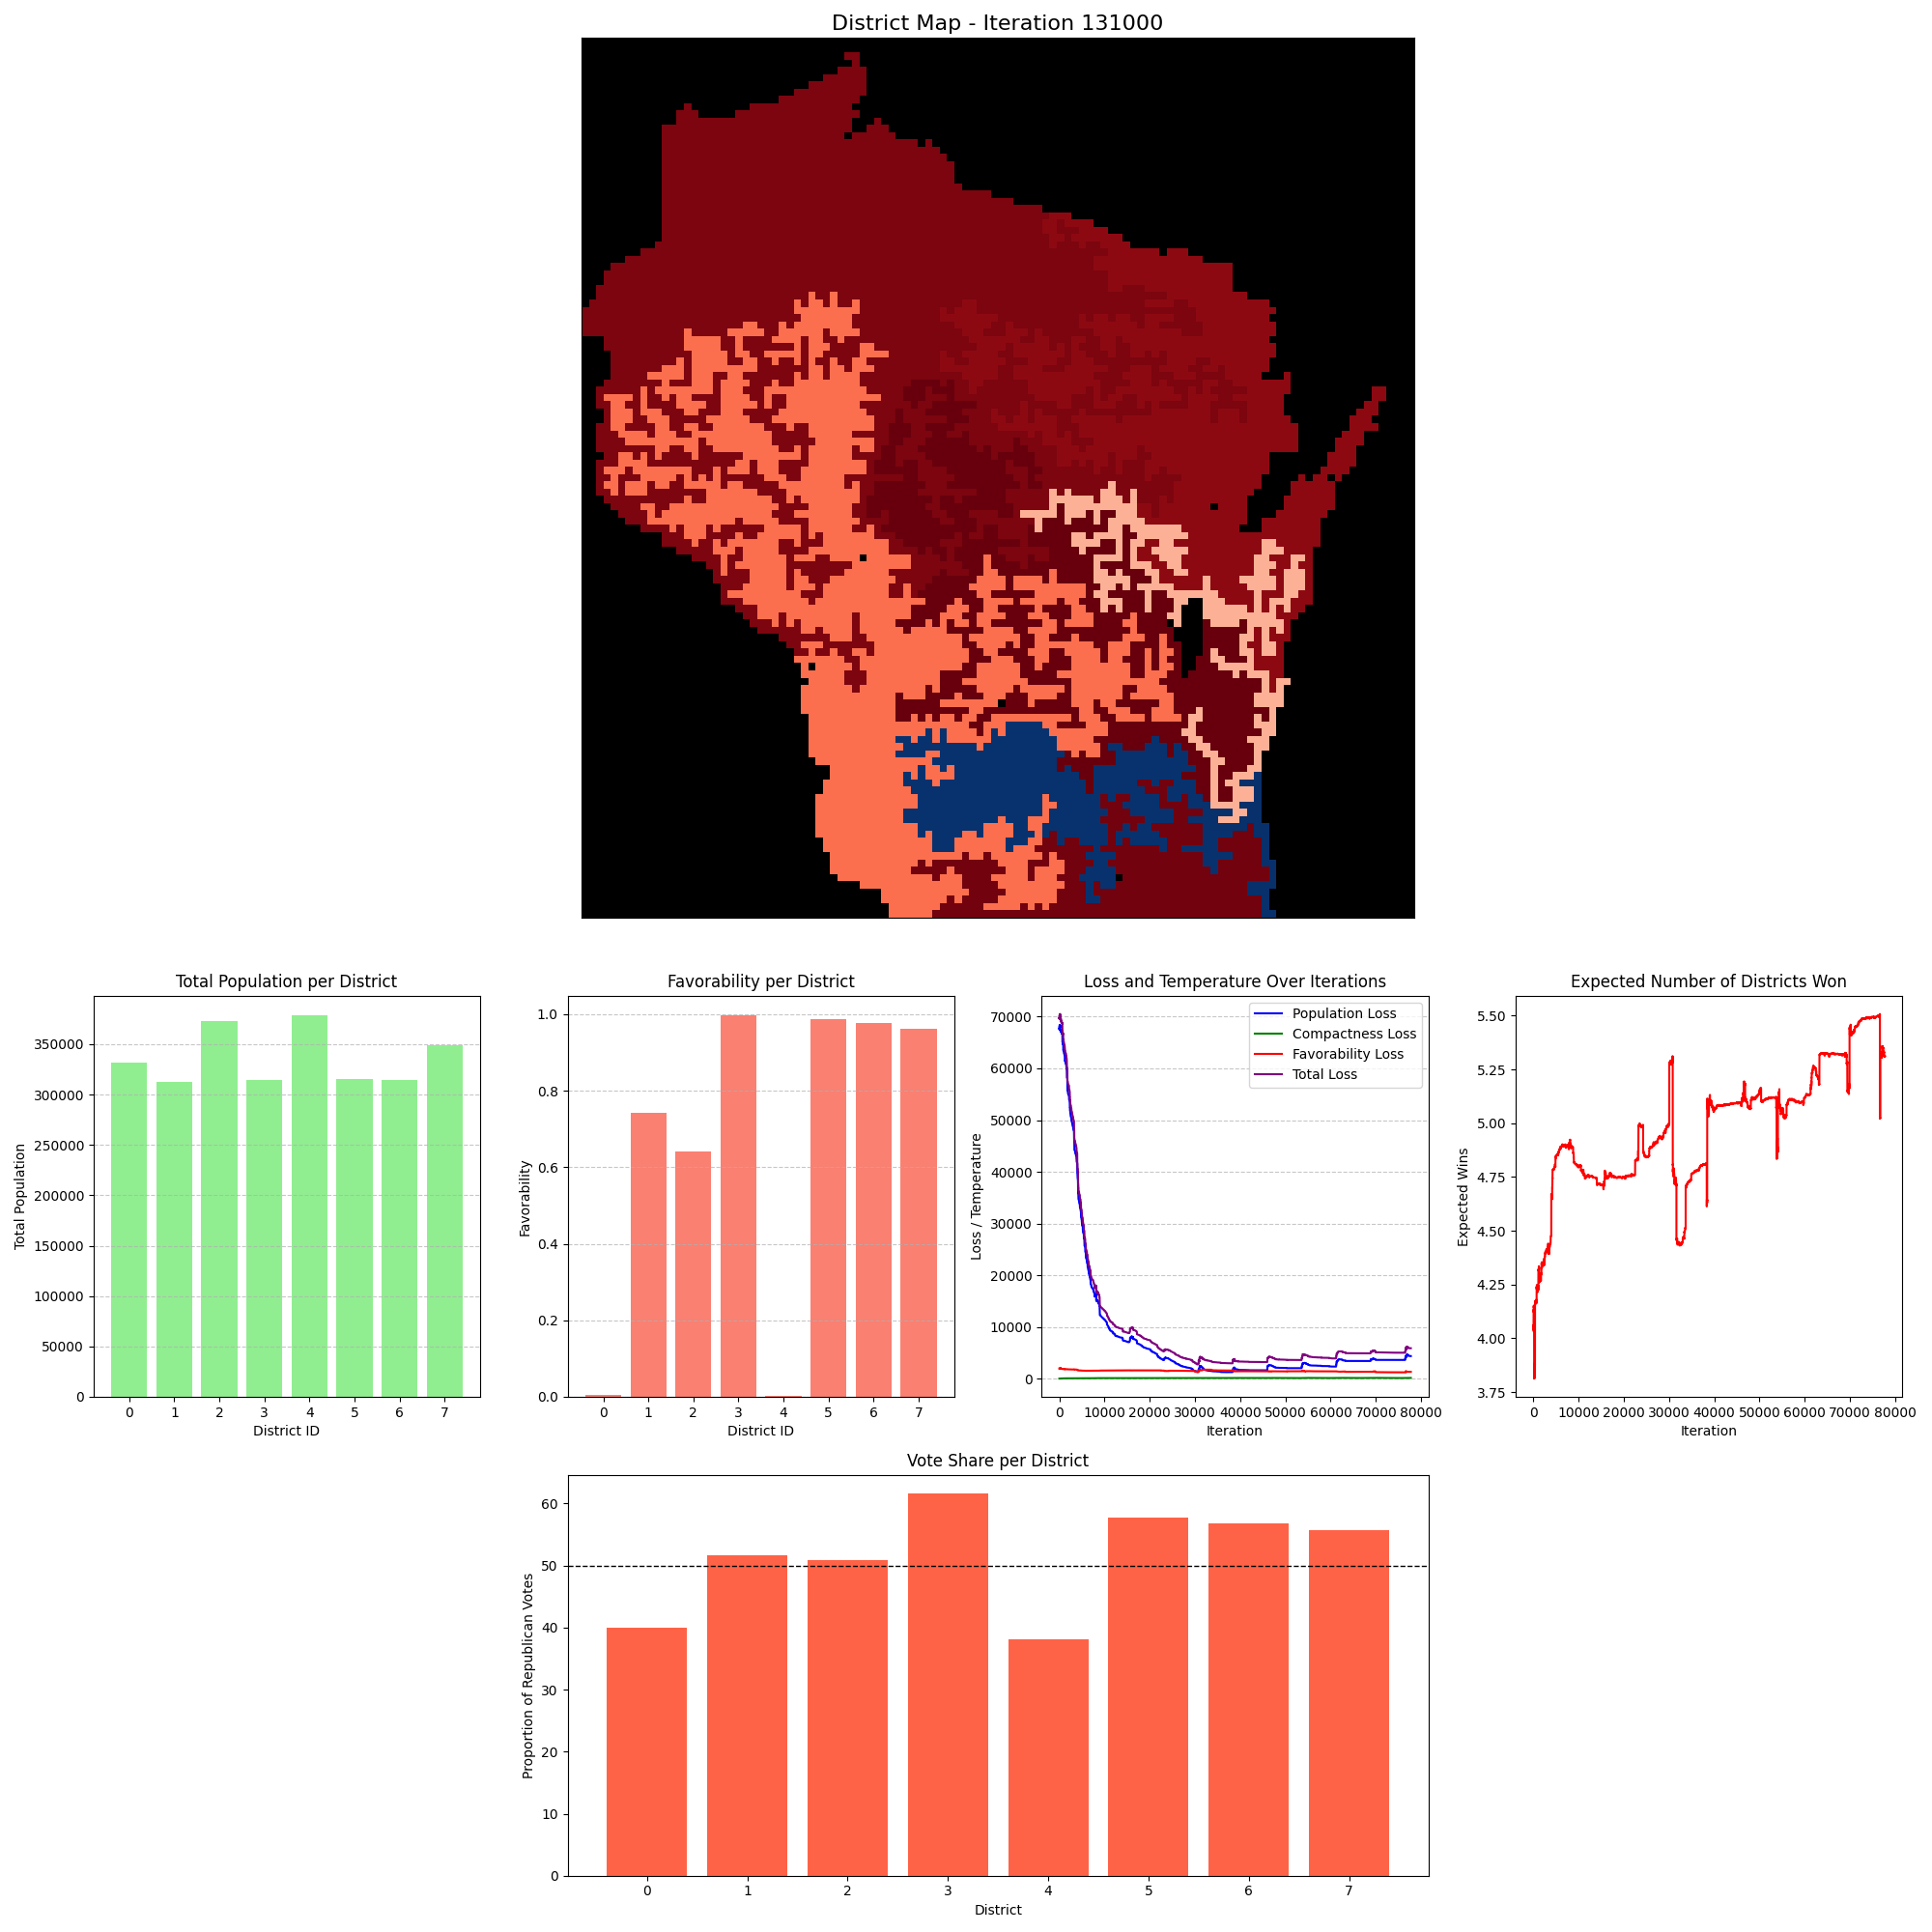 District Map - Iteration 131000
Total Population per District
Total Population
350000
300000
250000
200000
150000
100000
50000
0
0 1 2 3 4 5 6 7
District ID
Favorability per District
Favorability
1.0
0.8
0.6
0.4
0.2
0.0
0 1 2 3 4 5 6 7
District ID
Loss and Temperature Over Iterations
Loss / Temperature
70000
60000
50000
40000
30000
20000
10000
0
Population Loss
Compactness Loss
Favorability Loss
Total Loss
0 10000 20000 30000 40000 50000 60000 70000 80000
Iteration
Expected Number of Districts Won
Expected Wins
5.50
5.25
5.00
4.75
4.50
4.25
4.00
3.75
0 10000 20000 30000 40000 50000 60000 70000 80000
Iteration
Vote Share per District
Proportion of Republican Votes
60
50
40
30
20
10
0
0 1 2 3 4 5 6 7
District